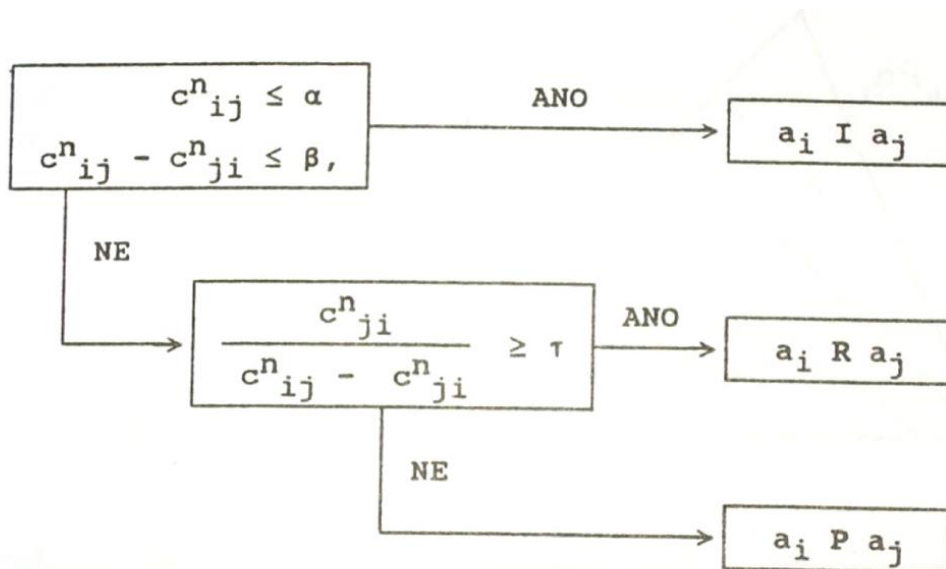 c^n_ij ≤ α
ANO
a_i I a_j
c^n_ij - c^n_ji ≤ β,
NE
c^n_ji
ANO
c^n_ij - c^n_ji
≥ τ
a_i R a_j
NE
a_i P a_j